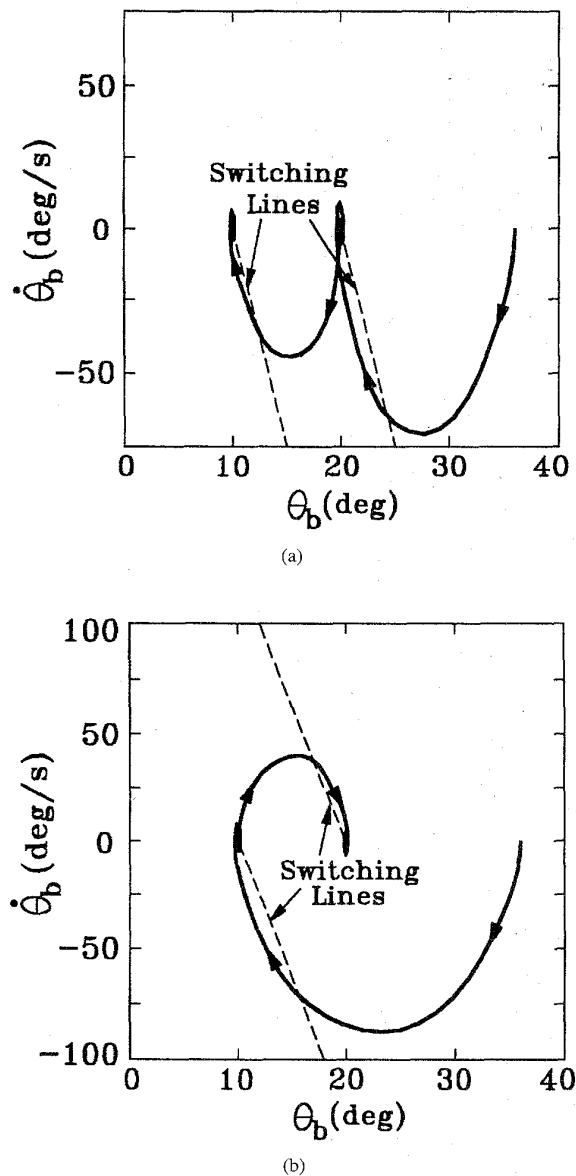 50
0
-50
θ̇b (deg/s)
Switching
Lines
0 10 20 30 40
θb (deg)
(a)
100
50
0
-50
-100
θ̇b (deg/s)
Switching
Lines
0 10 20 30 40
θb (deg)
(b)